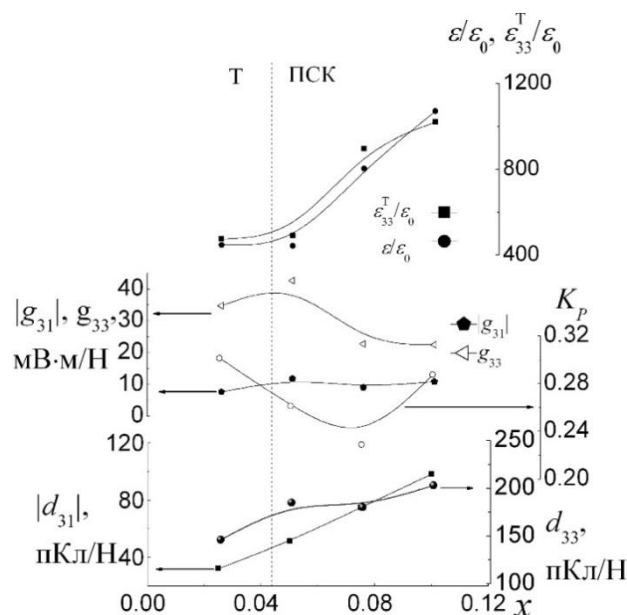 ε/ε₀, ε₃₃ᵀ/ε₀
Т ПСК
1200
800
400
ε₃₃ᵀ/ε₀
ε/ε₀
40
30
20
10
0
|g₃₁|, g₃₃,
мВ·м/Н
K_P
|g₃₁|
g₃₃
0.32
0.28
0.24
0.20
120
80
40
|d₃₁|,
пКл/Н
250
200
150
100
d₃₃,
пКл/Н
0.00 0.04 0.08 0.12
x